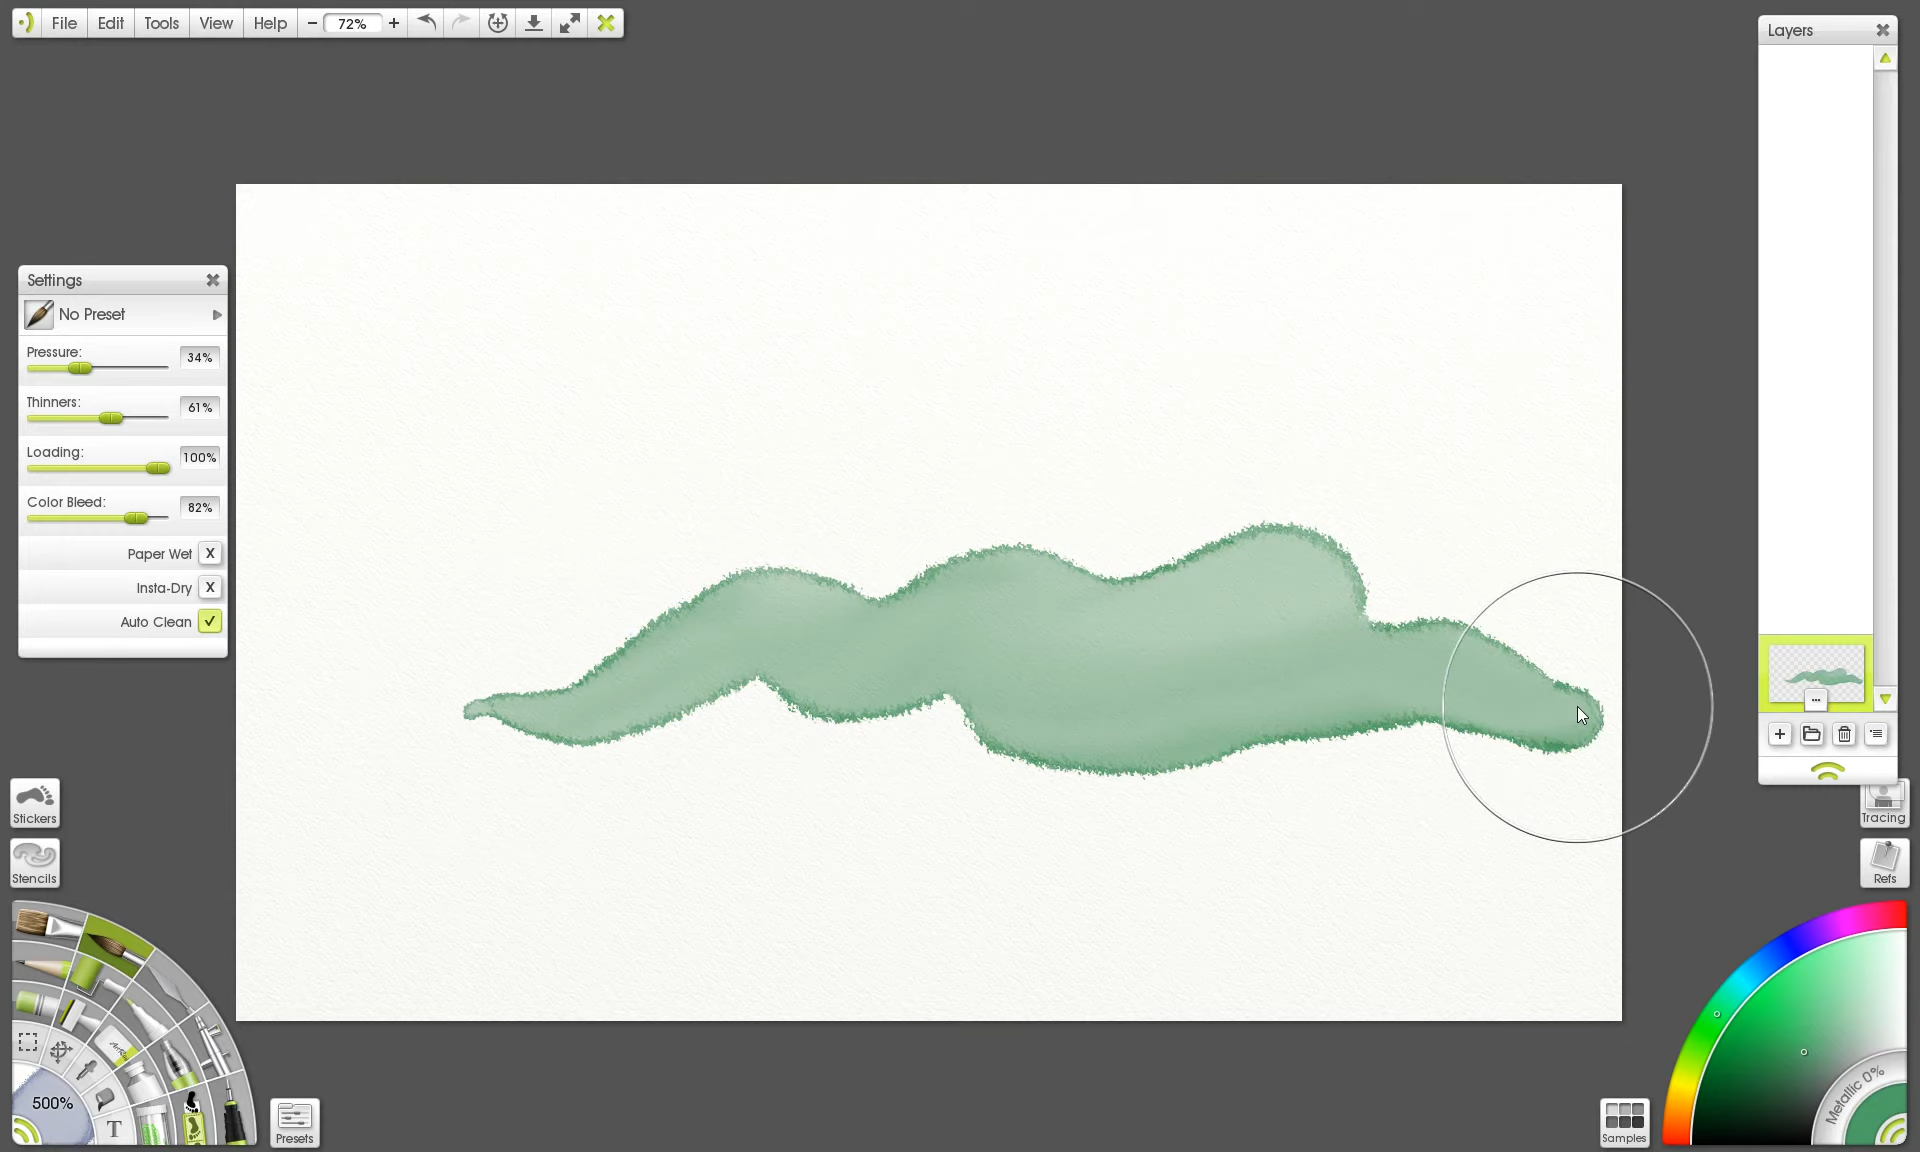 File Edit Tools View Help 72%
Layers
Settings
No Preset
Pressure: 34%
Thinners: 61%
Loading: 100%
Color Bleed: 82%
Paper Wet X
Insta-Dry X
Auto Clean
Stickers
Stencils
Tracing
Refs
500%
T
Presets
Samples
Metallic 0%